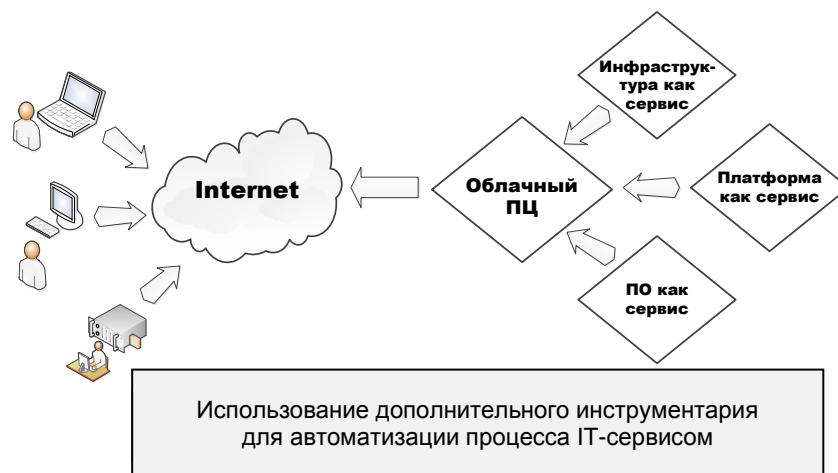 Internet
Облачный
ПЦ
Инфраструк-
тура как
сервис
Платформа
как сервис
ПО как
сервис
Использование дополнительного инструментария
для автоматизации процесса IT-сервисом